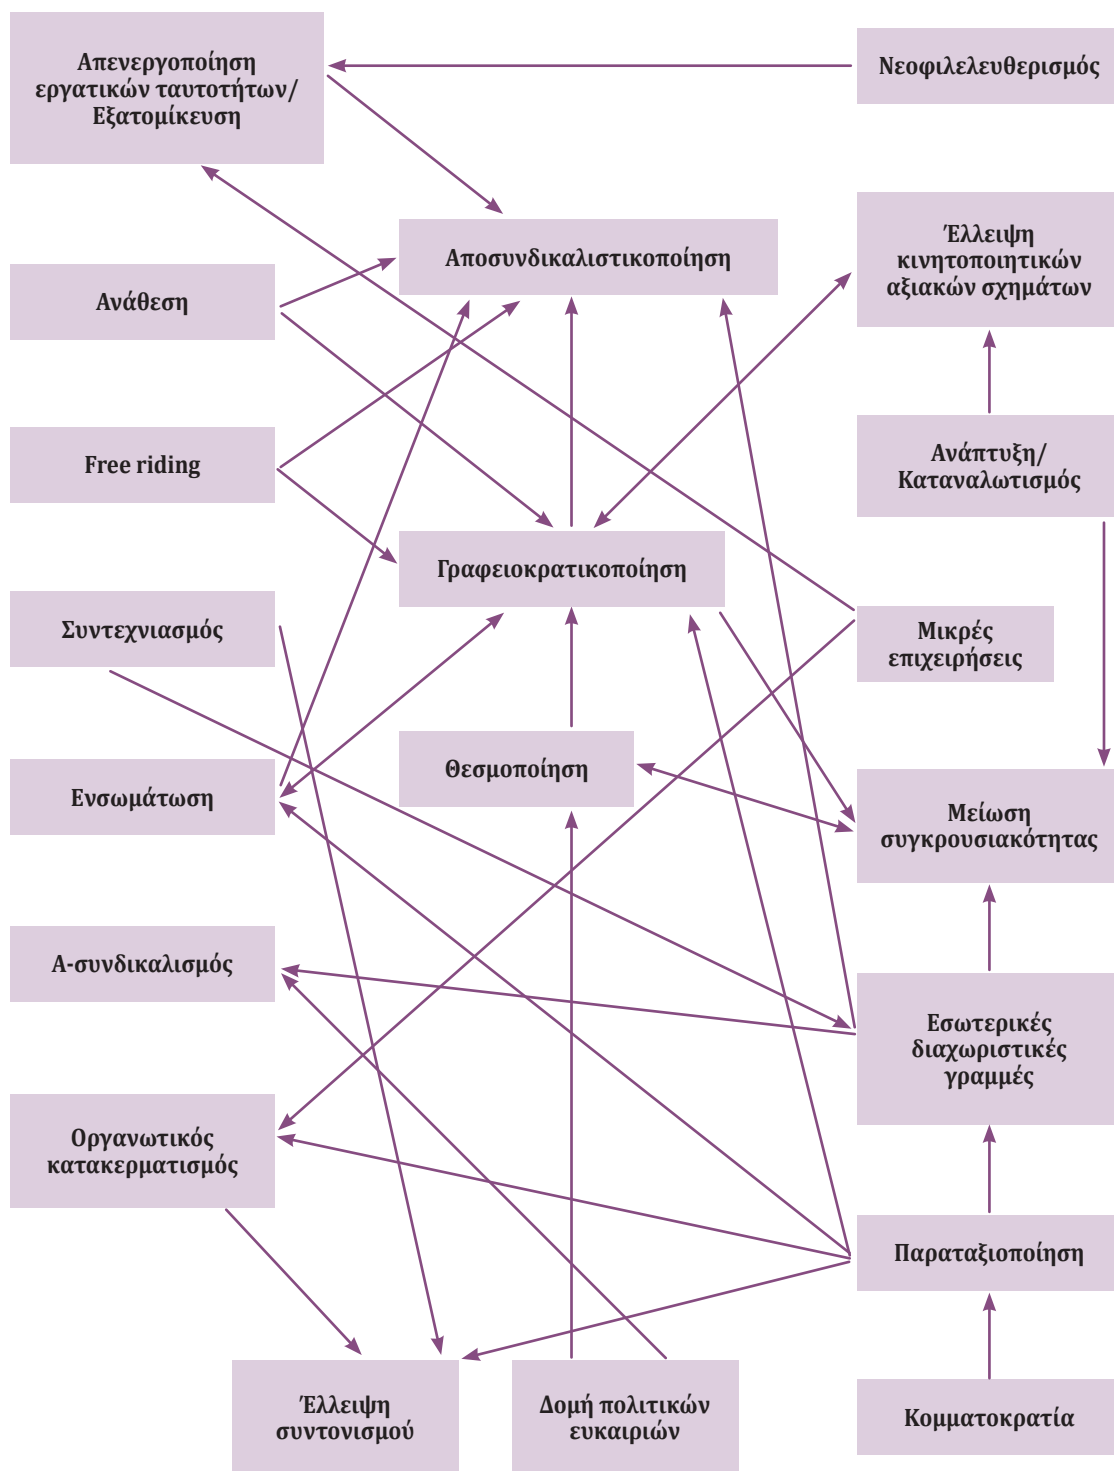 Απενεργοποίηση
εργατικών ταυτοτήτων/
Εξατομίκευση
Νεοφιλελευθερισμός
Αποσυνδικαλιστικοποίηση
Έλλειψη
κινητοποιητικών
αξιακών σχημάτων
Ανάθεση
Free riding
Ανάπτυξη/
Καταναλωτισμός
Γραφειοκρατικοποίηση
Συντεχνιασμός
Μικρές
επιχειρήσεις
Ενσωμάτωση
Θεσμοποίηση
Μείωση
συγκρουσιακότητας
Α-συνδικαλισμός
Εσωτερικές
διαχωριστικές
γραμμές
Οργανωτικός
κατακερματισμός
Παραταξιοποίηση
Έλλειψη
συντονισμού
Δομή πολιτικών
ευκαιριών
Κομματοκρατία